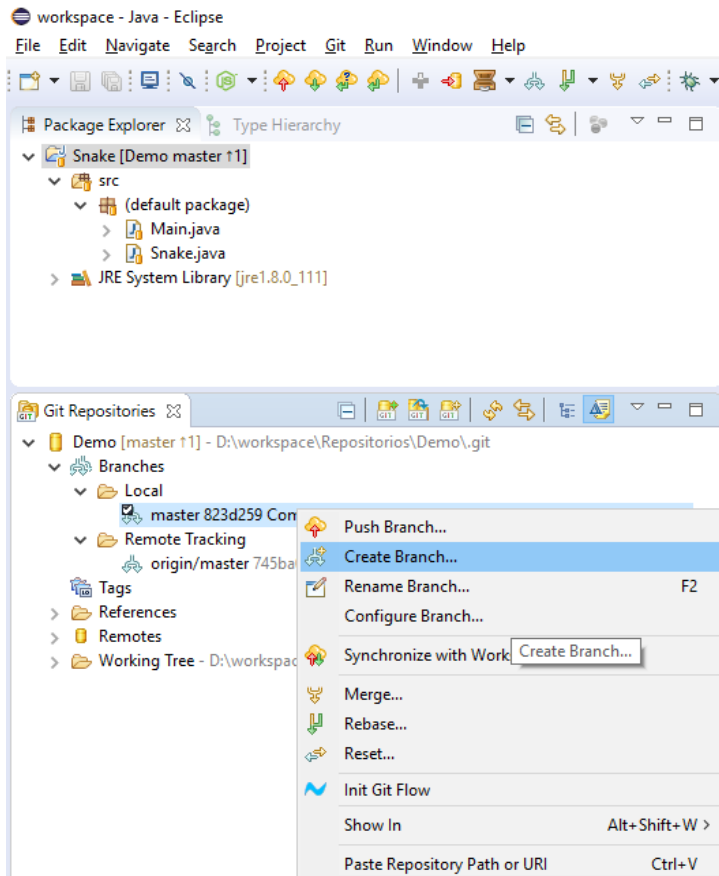 workspace - Java - Eclipse
File Edit Navigate Search Project Git Run Window Help
Package Explorer Type Hierarchy
Snake [Demo master ↑1]
src
(default package)
Main.java
Snake.java
JRE System Library [jre1.8.0_111]
Git Repositories GIT GIT GIT
Demo [master ↑1] - D:\workspace\Repositorios\Demo\.git
Branches
Local
master 823d259 Com
Push Branch...
Remote Tracking
Create Branch...
origin/master 745ba
Tags
Rename Branch... F2
References
Configure Branch...
Remotes
Working Tree - D:\workspac
Synchronize with Work
Create Branch...
Merge...
Rebase...
Reset...
Init Git Flow
Show In Alt+Shift+W >
Paste Repository Path or URI Ctrl+V